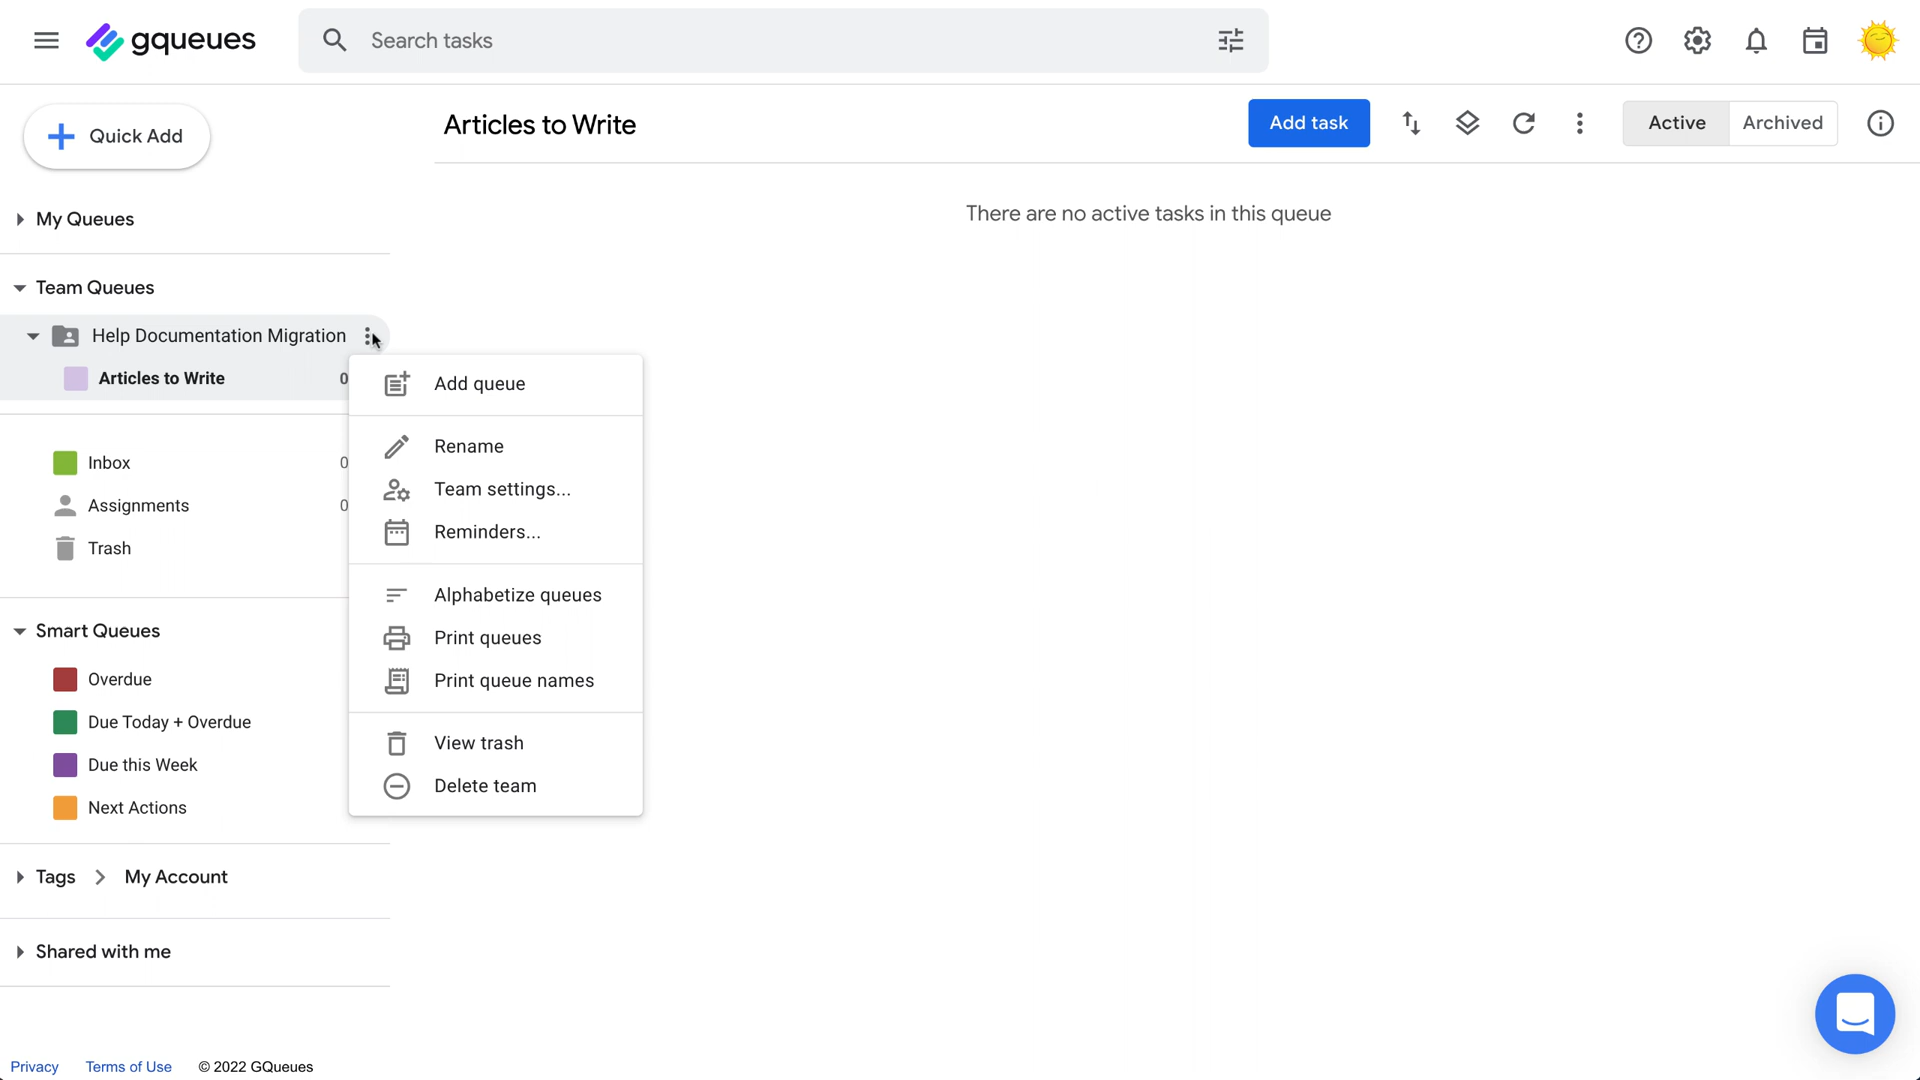 gqueues
Search tasks
Quick Add
Articles to Write
Add task
Active
Archived
There are no active tasks in this queue
My Queues
Team Queues
Help Documentation Migration
Articles to Write 0
Inbox 0
Assignments 0
Trash
Smart Queues
Overdue
Due Today + Overdue
Due this Week
Next Actions
Tags > My Account
Shared with me
Add queue
Rename
Team settings...
Reminders...
Alphabetize queues
Print queues
Print queue names
View trash
Delete team
Privacy Terms of Use © 2022 GQueues